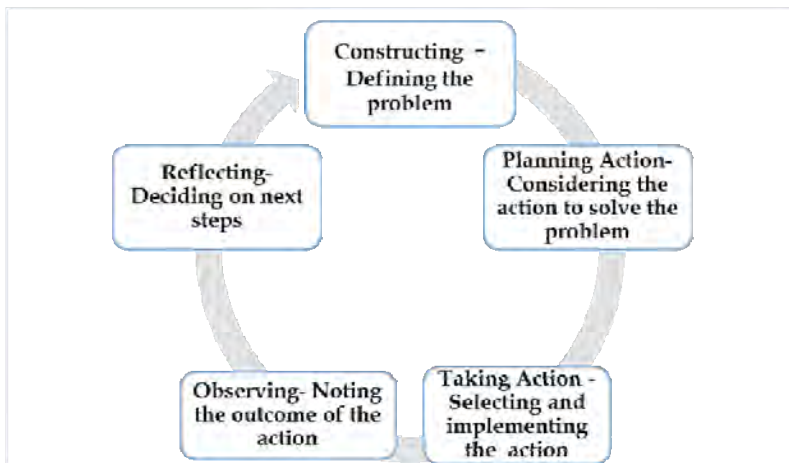 Constructing -
Defining the
problem
Planning Action-
Considering the
action to solve the
problem
Taking Action -
Selecting and
implementing
the action
Observing- Noting
the outcome of the
action
Reflecting-
Deciding on next
steps